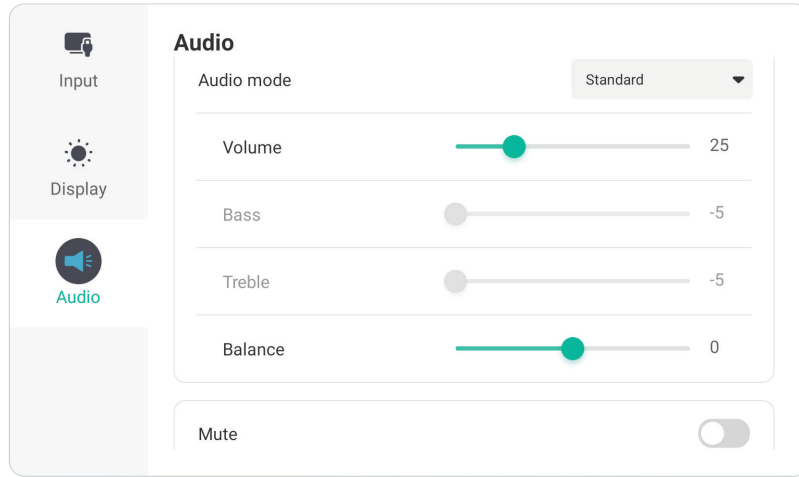 Input
Display
Audio
Audio
Audio mode Standard
Volume 25
Bass -5
Treble -5
Balance 0
Mute